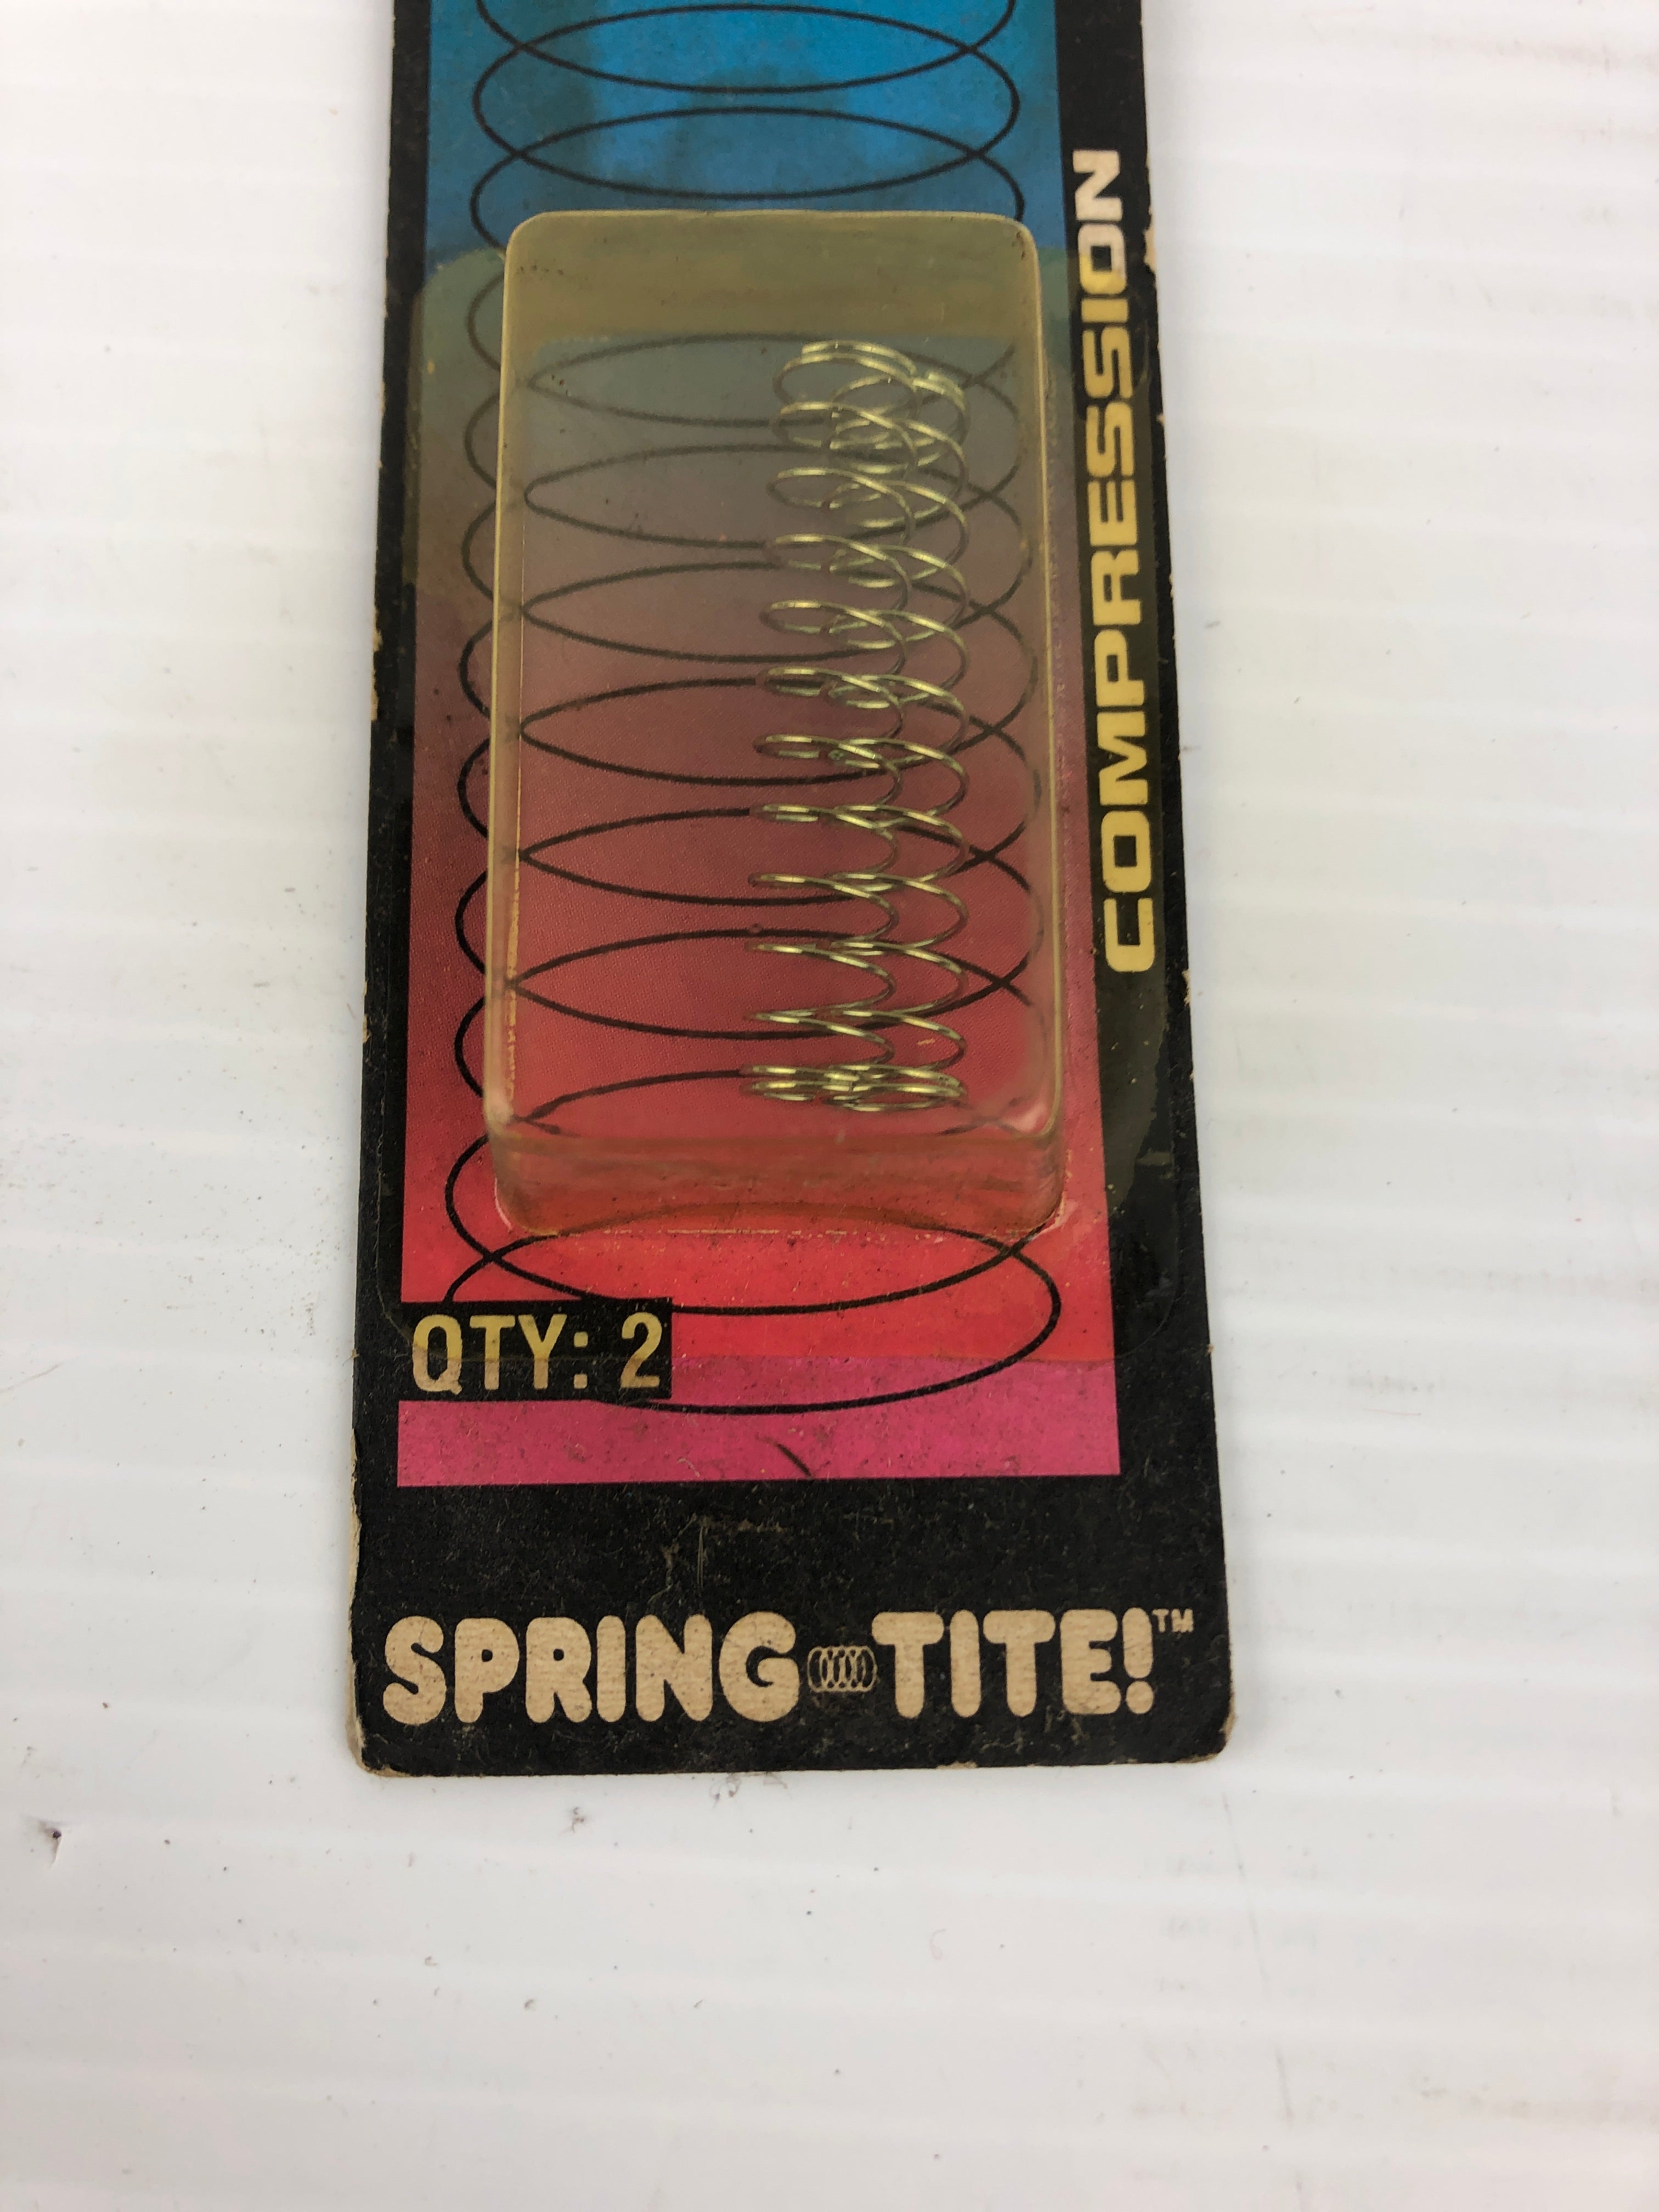 COMPRESSION
QTY: 2
SPRING TITE!™